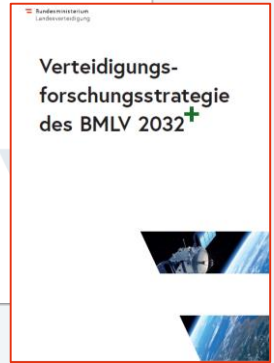 Bundesministerium
Landesverteidigung
Verteidigungs-
forschungsstrategie
des BMLV 2032+